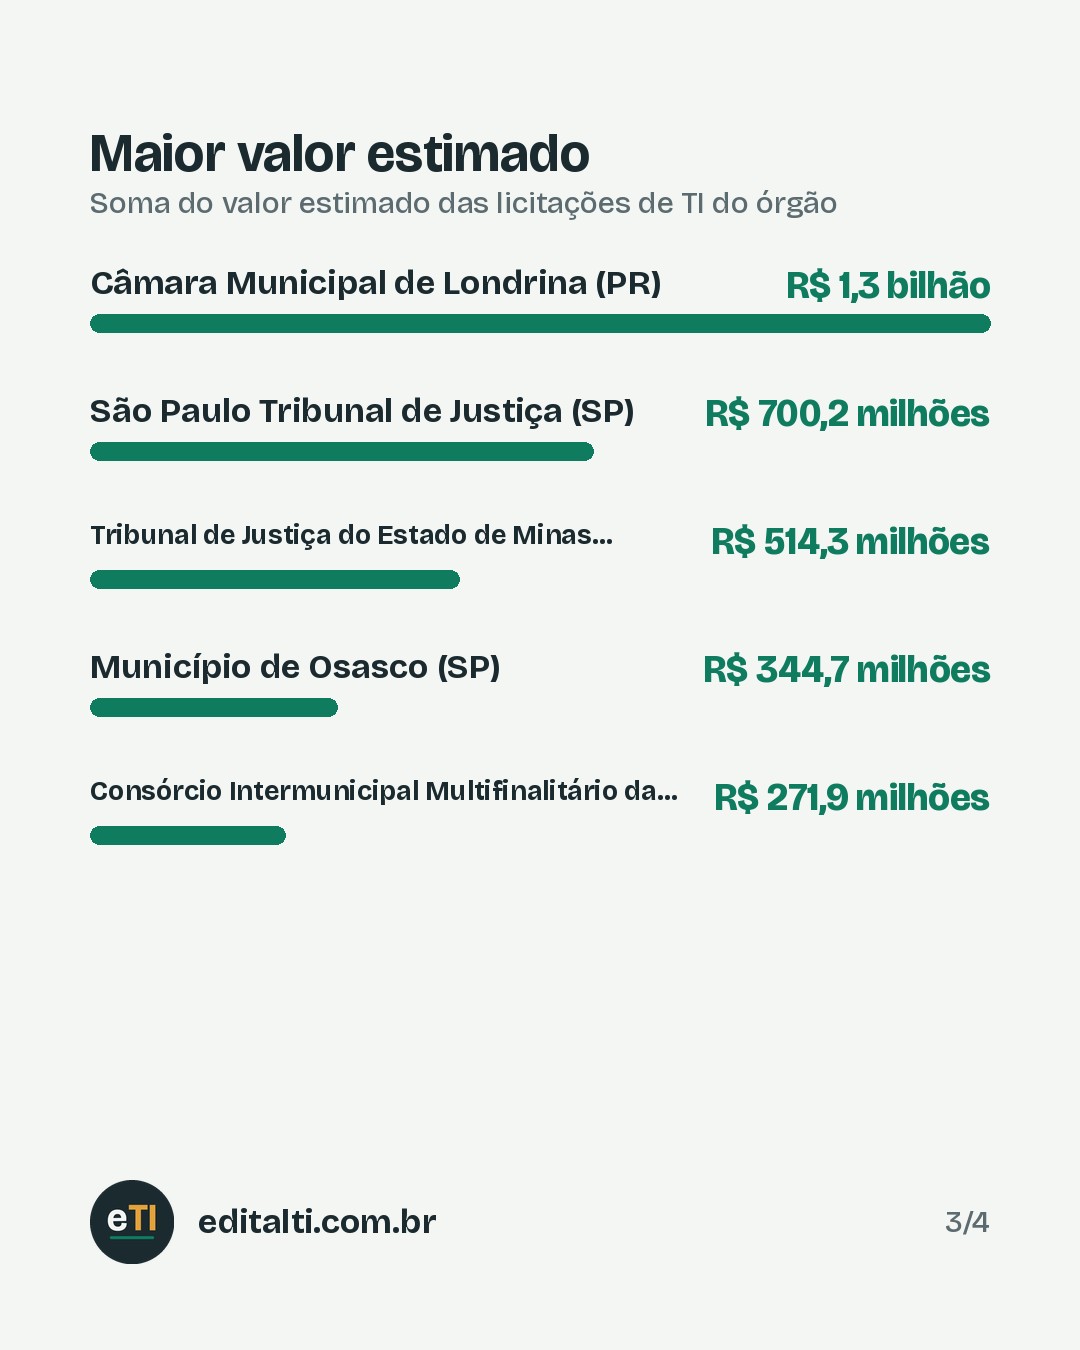 Maior valor estimado
Soma do valor estimado das licitações de TI do órgão
Câmara Municipal de Londrina (PR) R$ 1,3 bilhão
São Paulo Tribunal de Justiça (SP) R$ 700,2 milhões
Tribunal de Justiça do Estado de Minas... R$ 514,3 milhões
Município de Osasco (SP) R$ 344,7 milhões
Consórcio Intermunicipal Multifinalitário da... R$ 271,9 milhões
eTI editalti.com.br 3/4